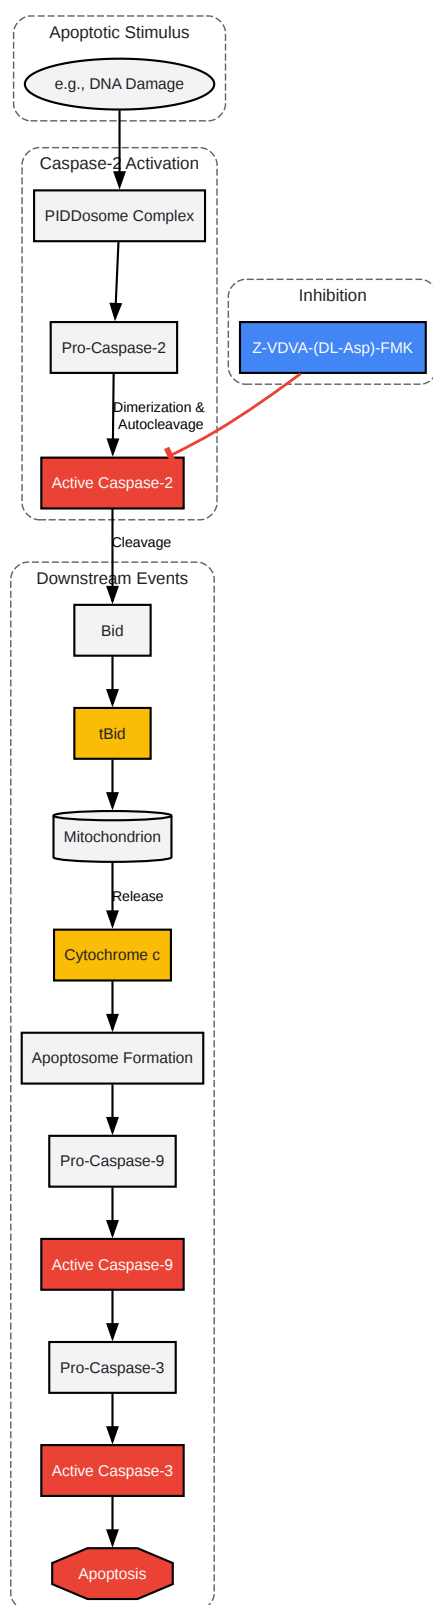 Apoptotic Stimulus
e.g., DNA Damage
Caspase-2 Activation
PIDDosome Complex
Inhibition
Pro-Caspase-2
Z-VDVA-(DL-Asp)-FMK
Dimerization &
Autocleavage
Active Caspase-2
Cleavage
Downstream Events
Bid
tBid
Mitochondrion
Release
Cytochrome c
Apoptosome Formation
Pro-Caspase-9
Active Caspase-9
Pro-Caspase-3
Active Caspase-3
Apoptosis